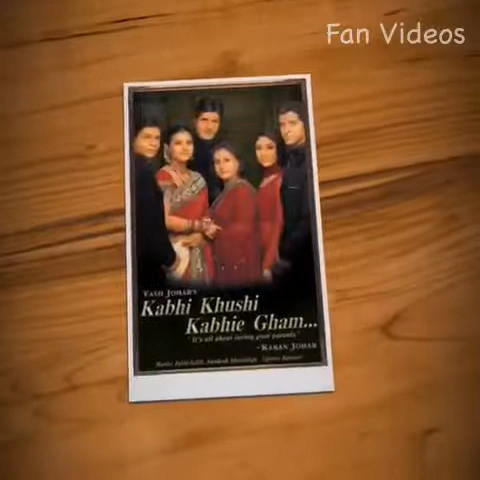 Fan Videos
YASH JOHAR'S
Kabhi Khushi
Kabhie Gham...
"It's all about loving your parents"
- KARAN JOHAR